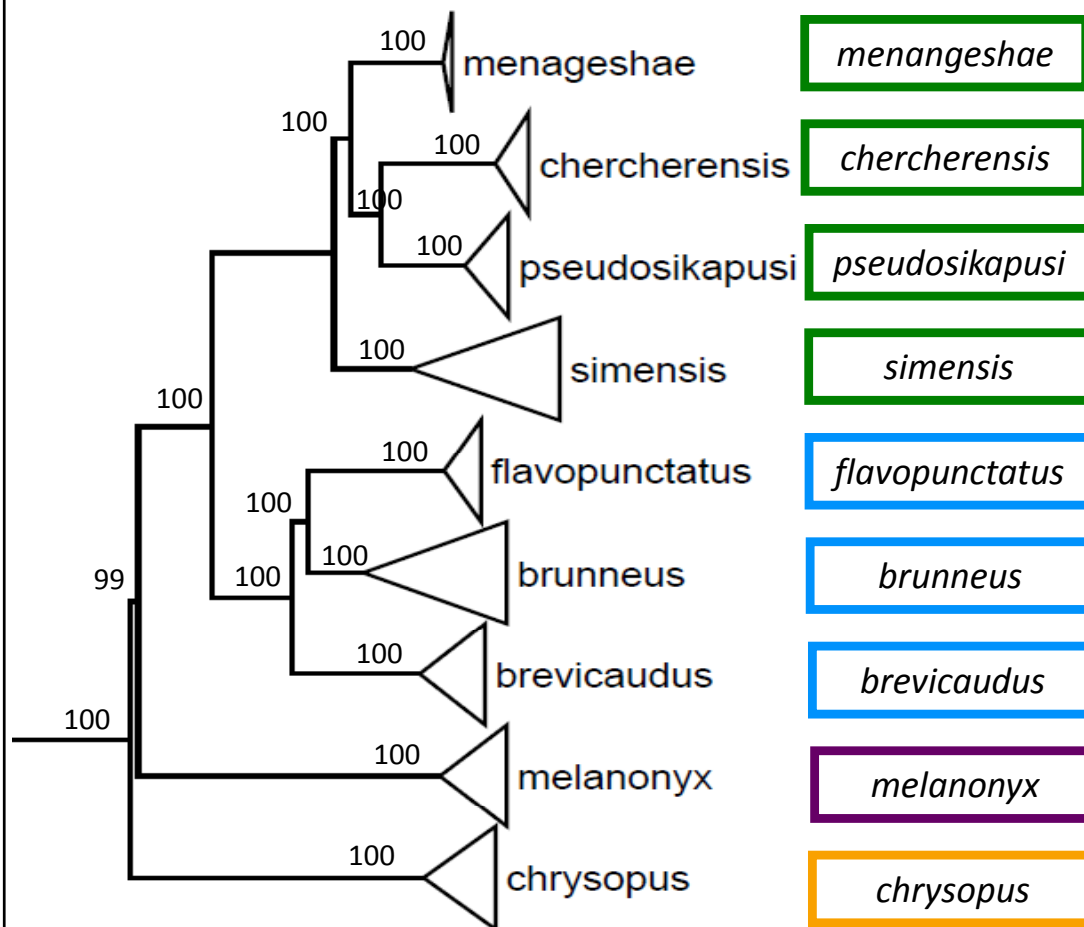 100
menageshae
menangeshae
100
100
chercherensis
chercherensis
100
100
pseudosikapusi
pseudosikapusi
100
simensis
simensis
100
100
flavopunctatus
flavopunctatus
100
100
brunneus
brunneus
99
100
100
brevicaudus
brevicaudus
100
100
melanonyx
melanonyx
100
chrysopus
chrysopus